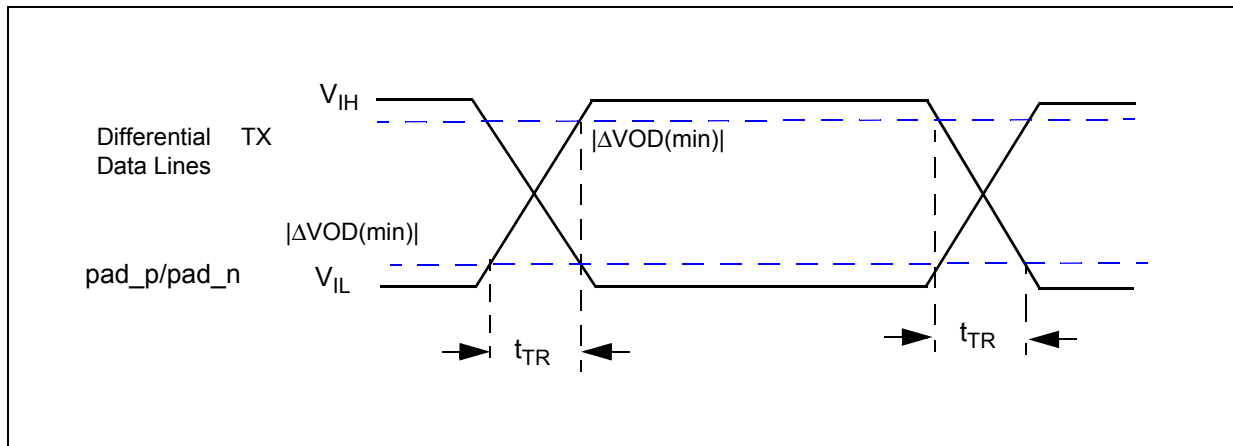 V_IH
Differential TX
Data Lines
|ΔVOD(min)|
|ΔVOD(min)|
pad_p/pad_n
V_IL
t_TR
t_TR